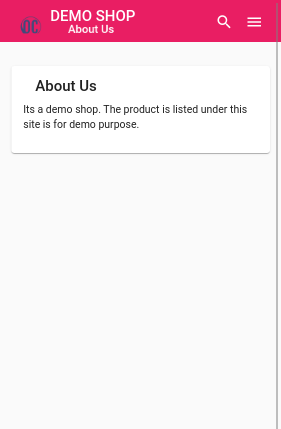 DC
DEMO SHOP
About Us
About Us
Its a demo shop. The product is listed under this
site is for demo purpose.